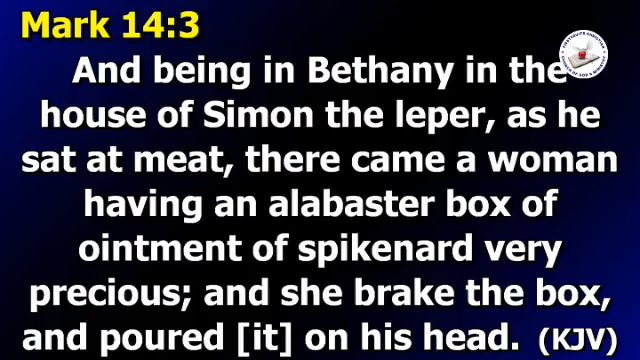 Mark 14:3
And being in Bethany in the
house of Simon the leper, as he
sat at meat, there came a woman
having an alabaster box of
ointment of spikenard very
precious; and she brake the box,
and poured [it] on his head. (KJV)